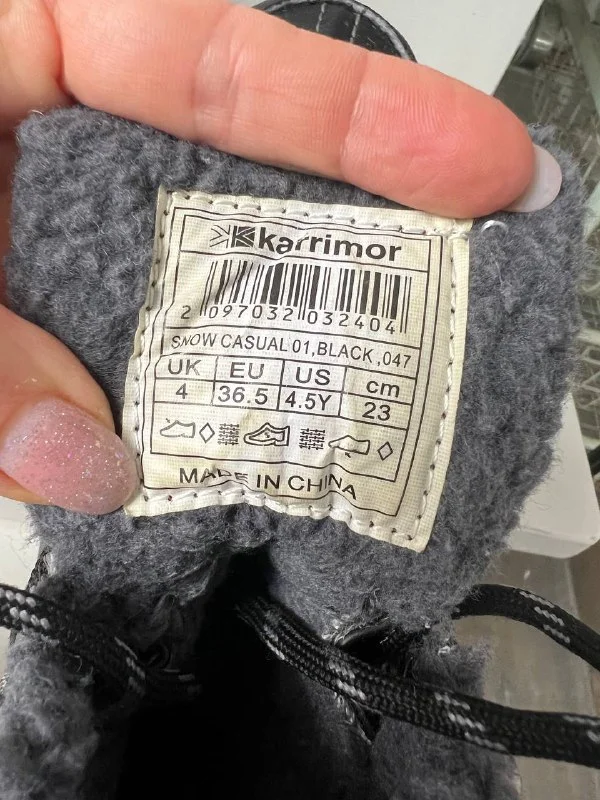 karrimor
2 097032 032404
SNOW CASUAL 01,BLACK ,047
UK EU US cm
4 36.5 4.5Y 23
MADE IN CHINA